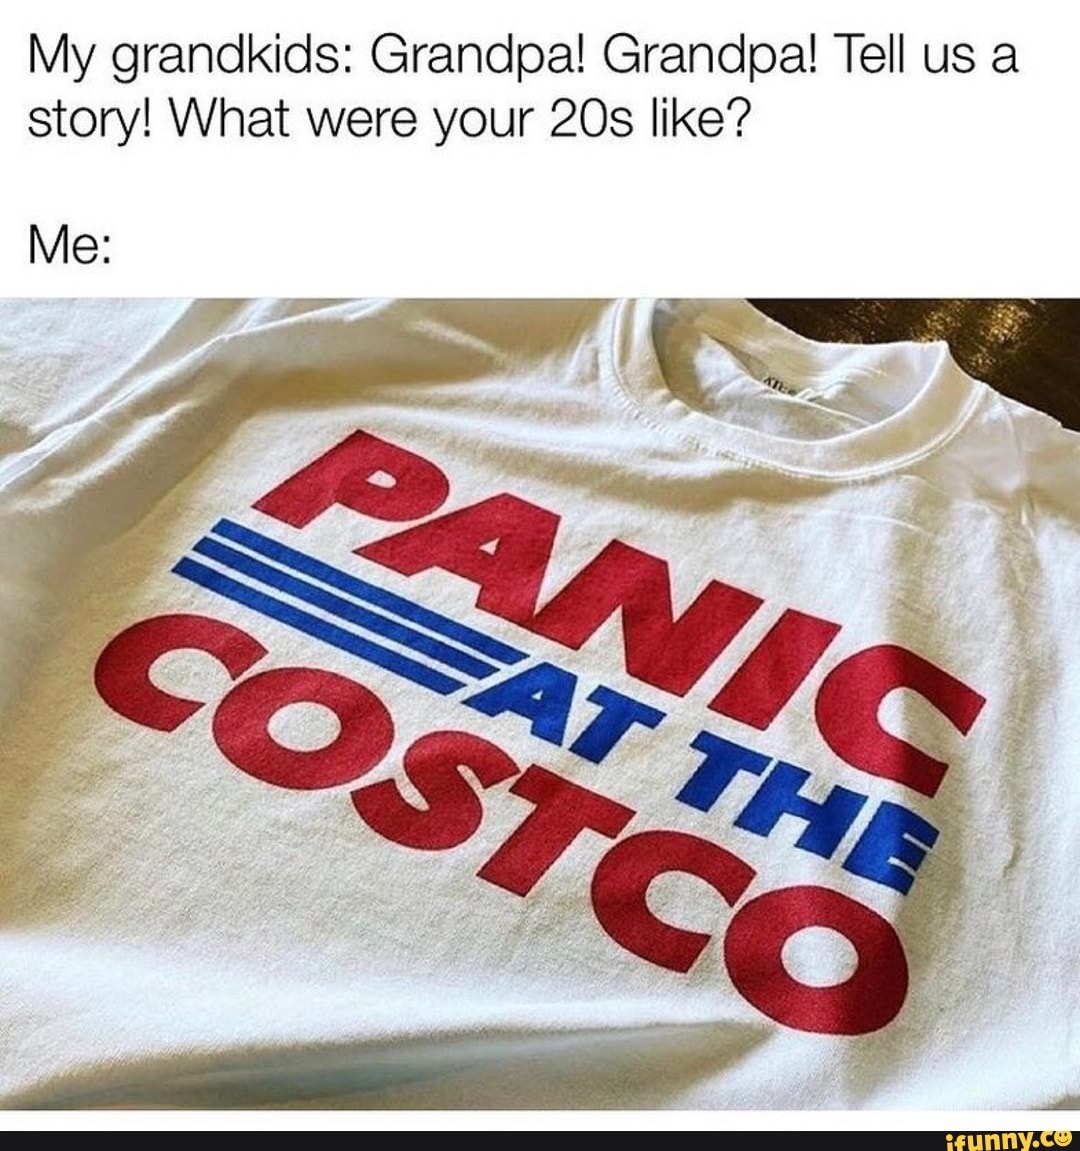 My grandkids: Grandpa! Grandpa! Tell us a
story! What were your 20s like?
Me:
PANIC
AT THE
COSTCO
ifunny.co